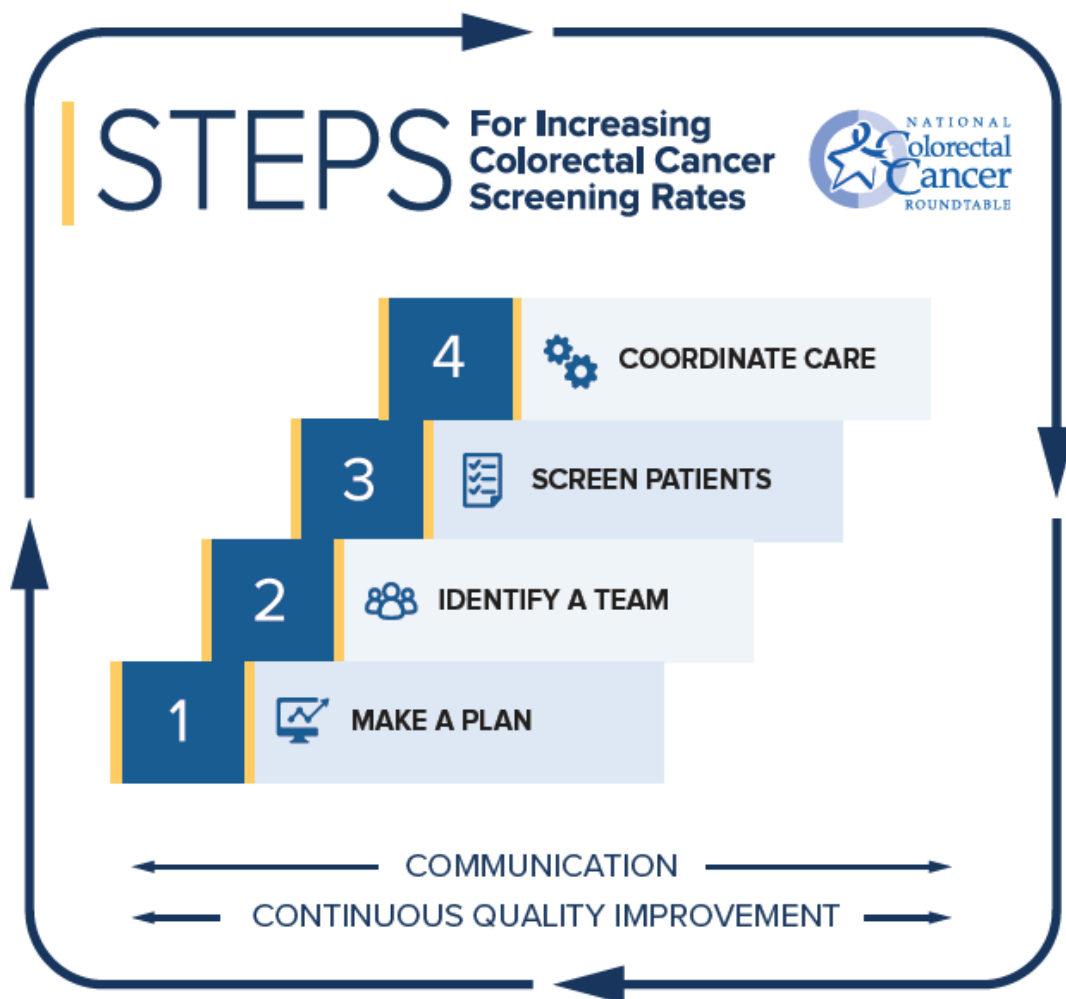 STEPS
For Increasing
Colorectal Cancer
Screening Rates
NATIONAL
Colorectal
Cancer
ROUNDTABLE
4
COORDINATE CARE
3
SCREEN PATIENTS
2
IDENTIFY A TEAM
1
MAKE A PLAN
COMMUNICATION
CONTINUOUS QUALITY IMPROVEMENT